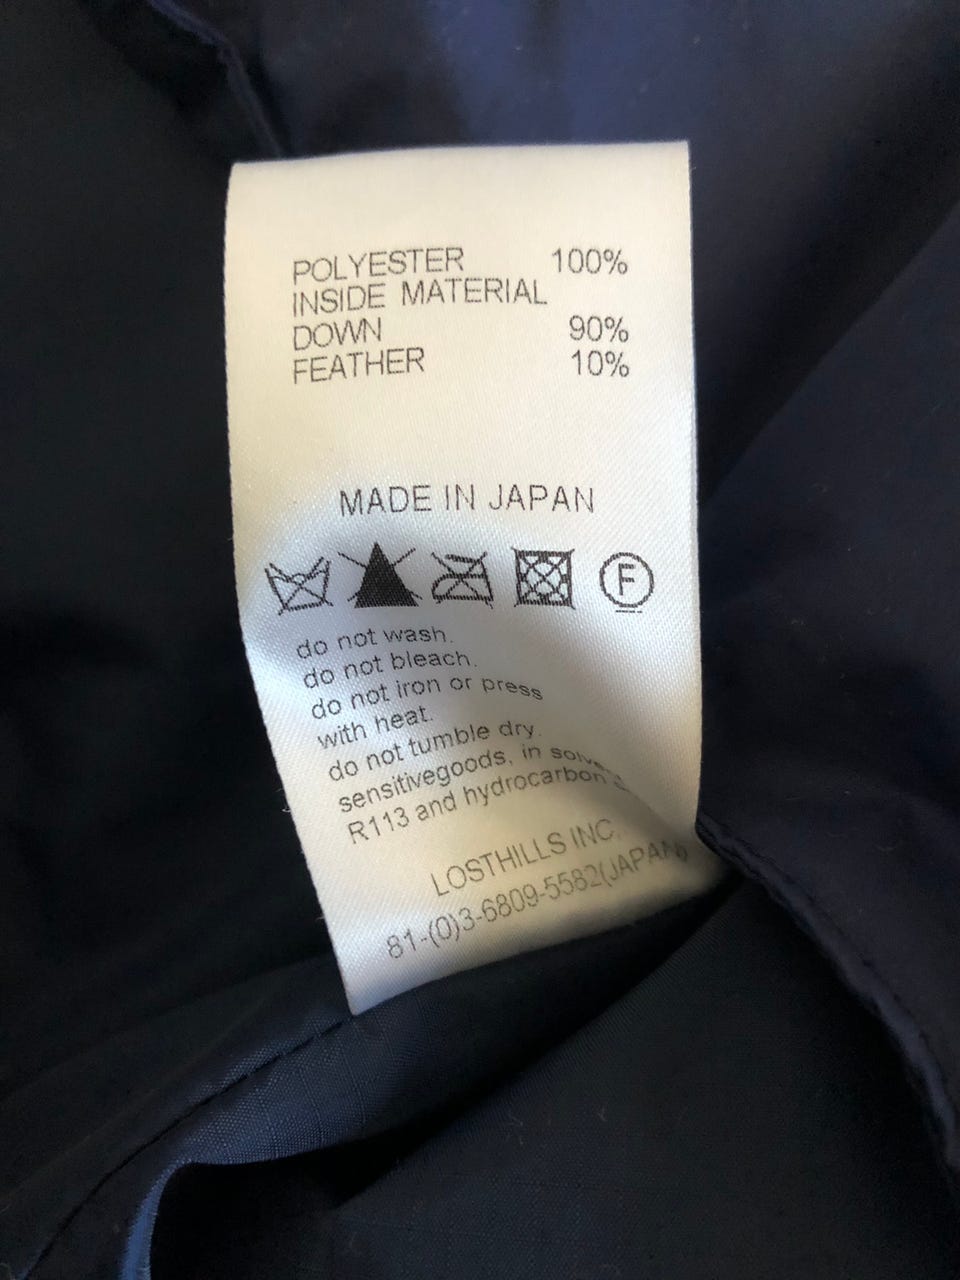 POLYESTER 100%
INSIDE MATERIAL
DOWN 90%
FEATHER 10%
MADE IN JAPAN
F
do not wash.
do not bleach.
do not iron or press
with heat.
do not tumble dry.
sensitivegoods, in
R113 and hydrocarbon
LOSTHILLS INC.
81-(0)3-6809-5582(JAPAN)